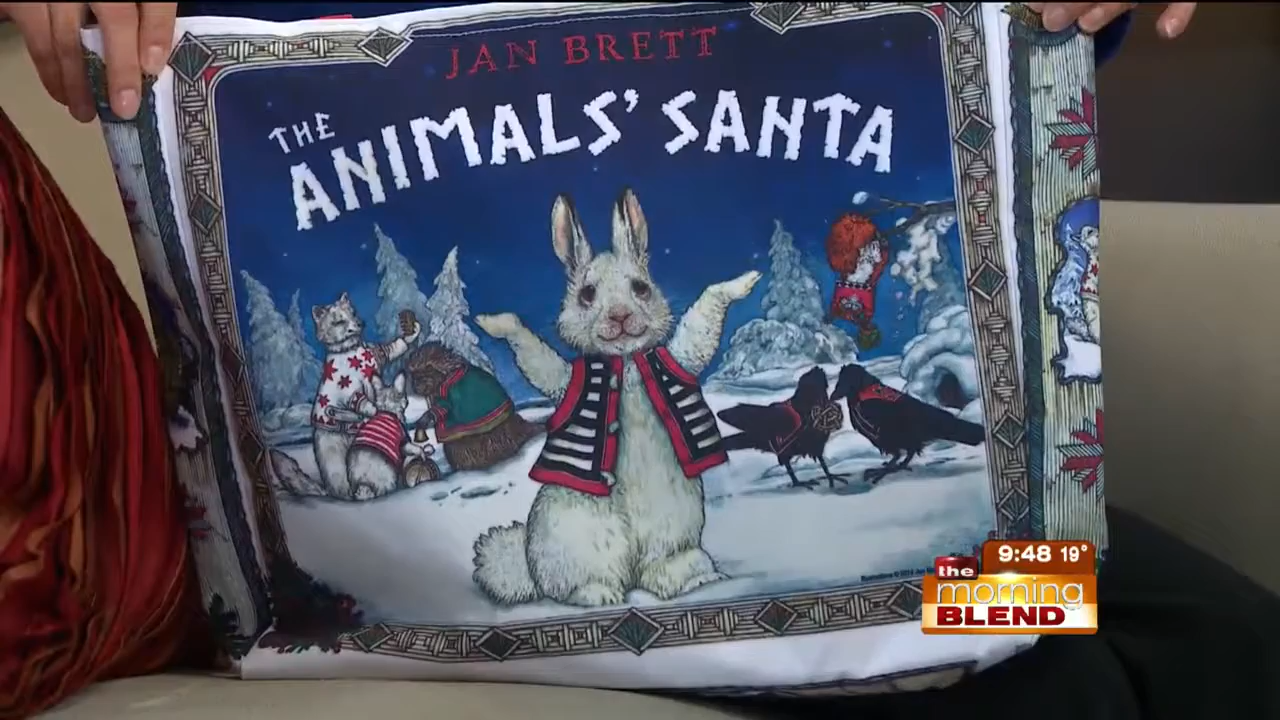 JAN BRETT
THE
ANIMALS' SANTA
9:48 19°
the
morning
BLEND